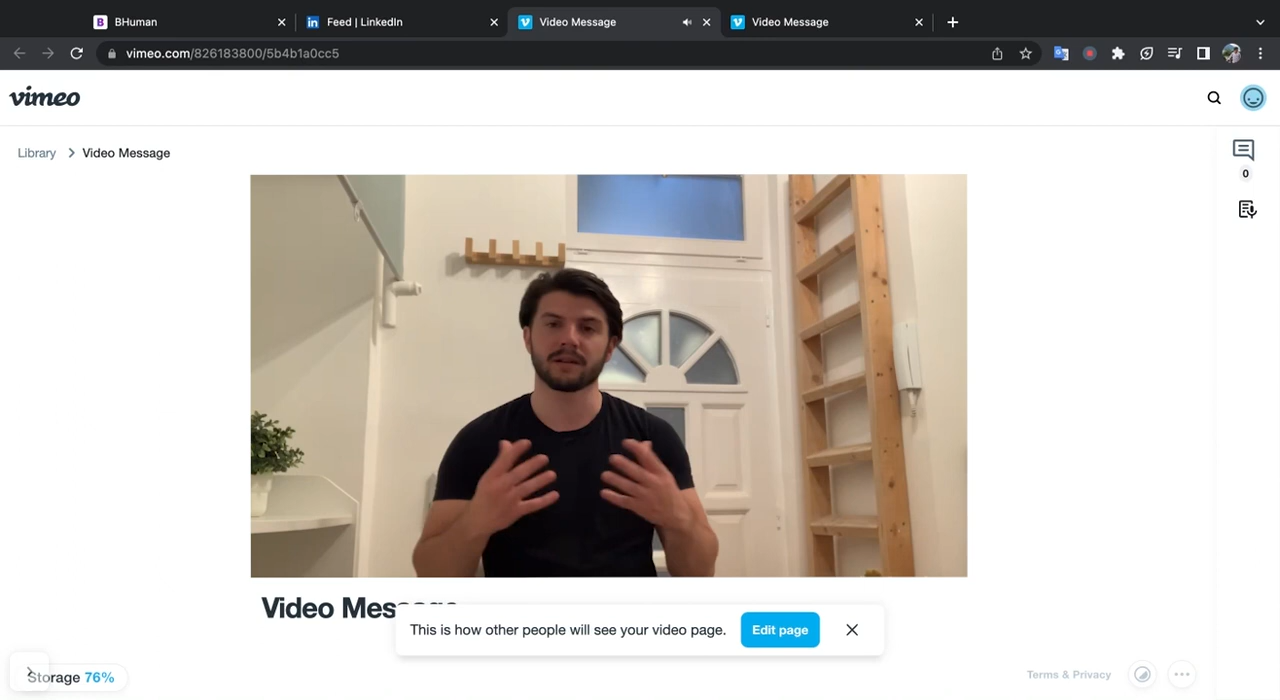 BHuman
Feed | LinkedIn
Video Message
Video Message
vimeo.com/826183800/5b4b1a0cc5
vimeo
Library
Video Message
0
Video Message
This is how other people will see your video page.
Edit page
Storage 76%
Terms & Privacy